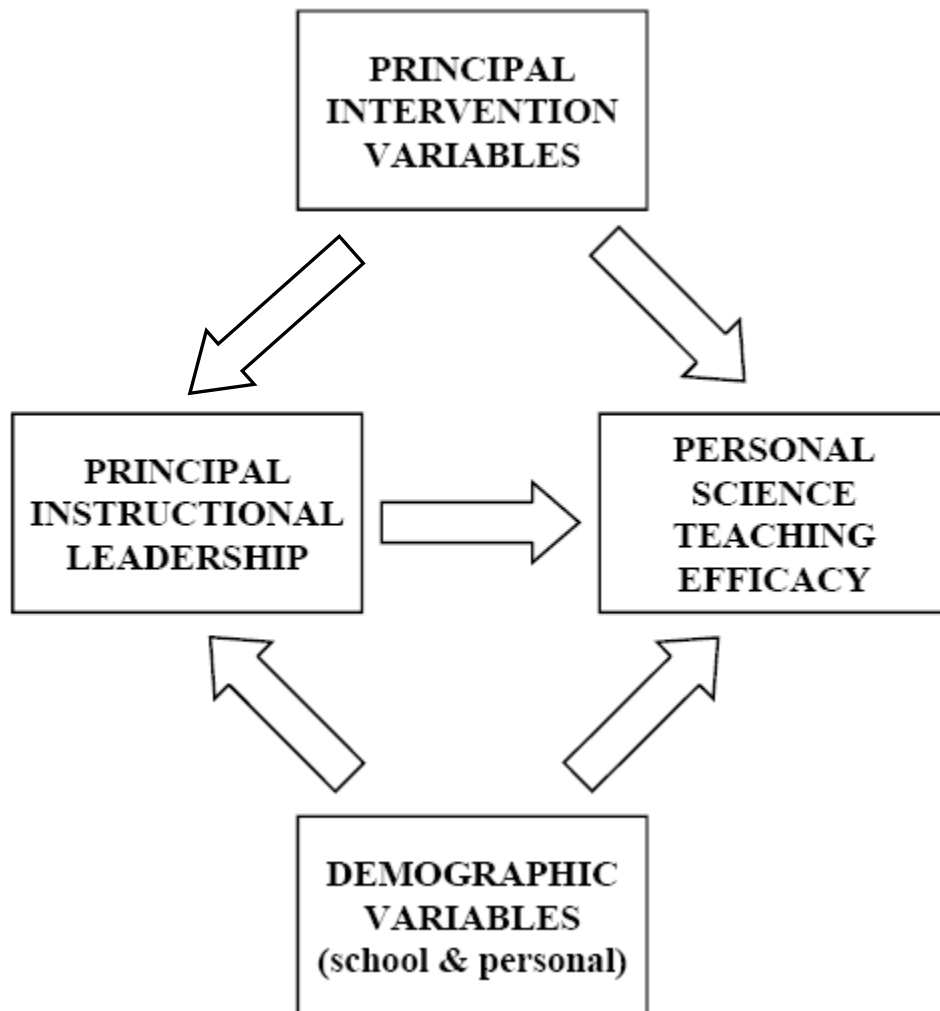 PRINCIPAL
INTERVENTION
VARIABLES
PRINCIPAL
INSTRUCTIONAL
LEADERSHIP
PERSONAL
SCIENCE
TEACHING
EFFICACY
DEMOGRAPHIC
VARIABLES
(school & personal)